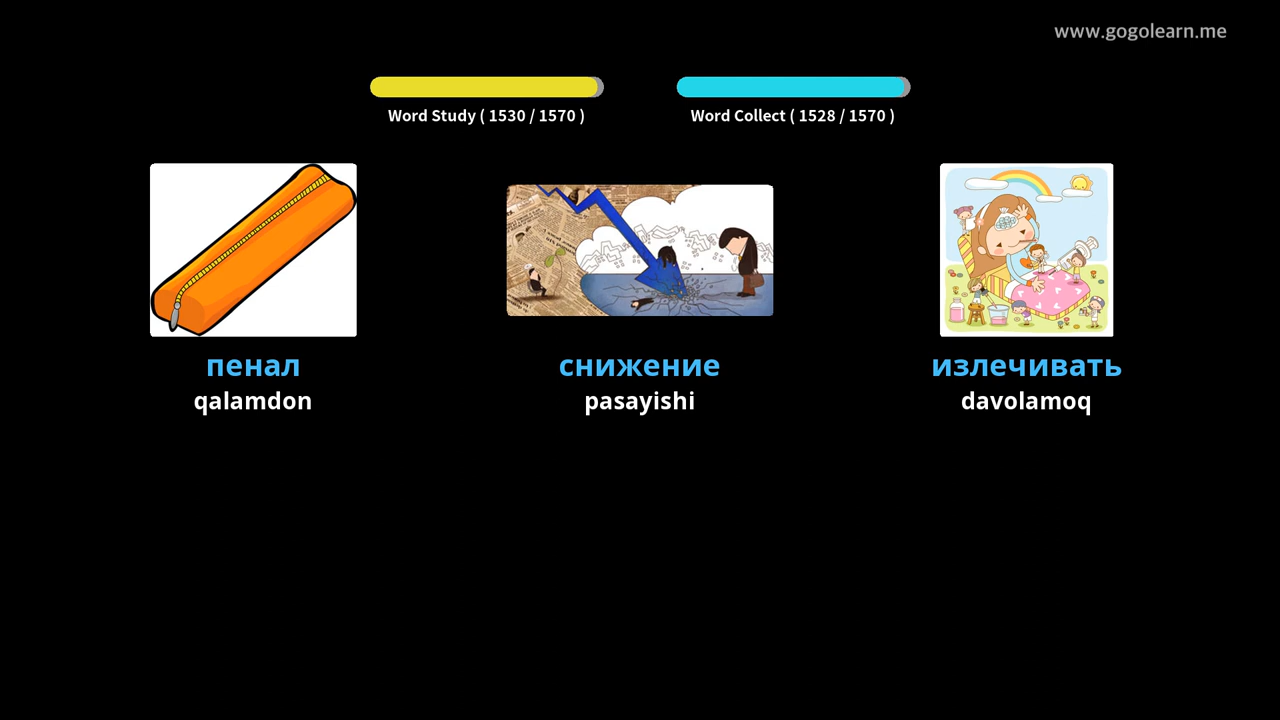 www.gogolearn.me
Word Study ( 1530 / 1570 )
Word Collect ( 1528 / 1570 )
пенал
qalamdon
снижение
pasayishi
излечивать
davolamoq